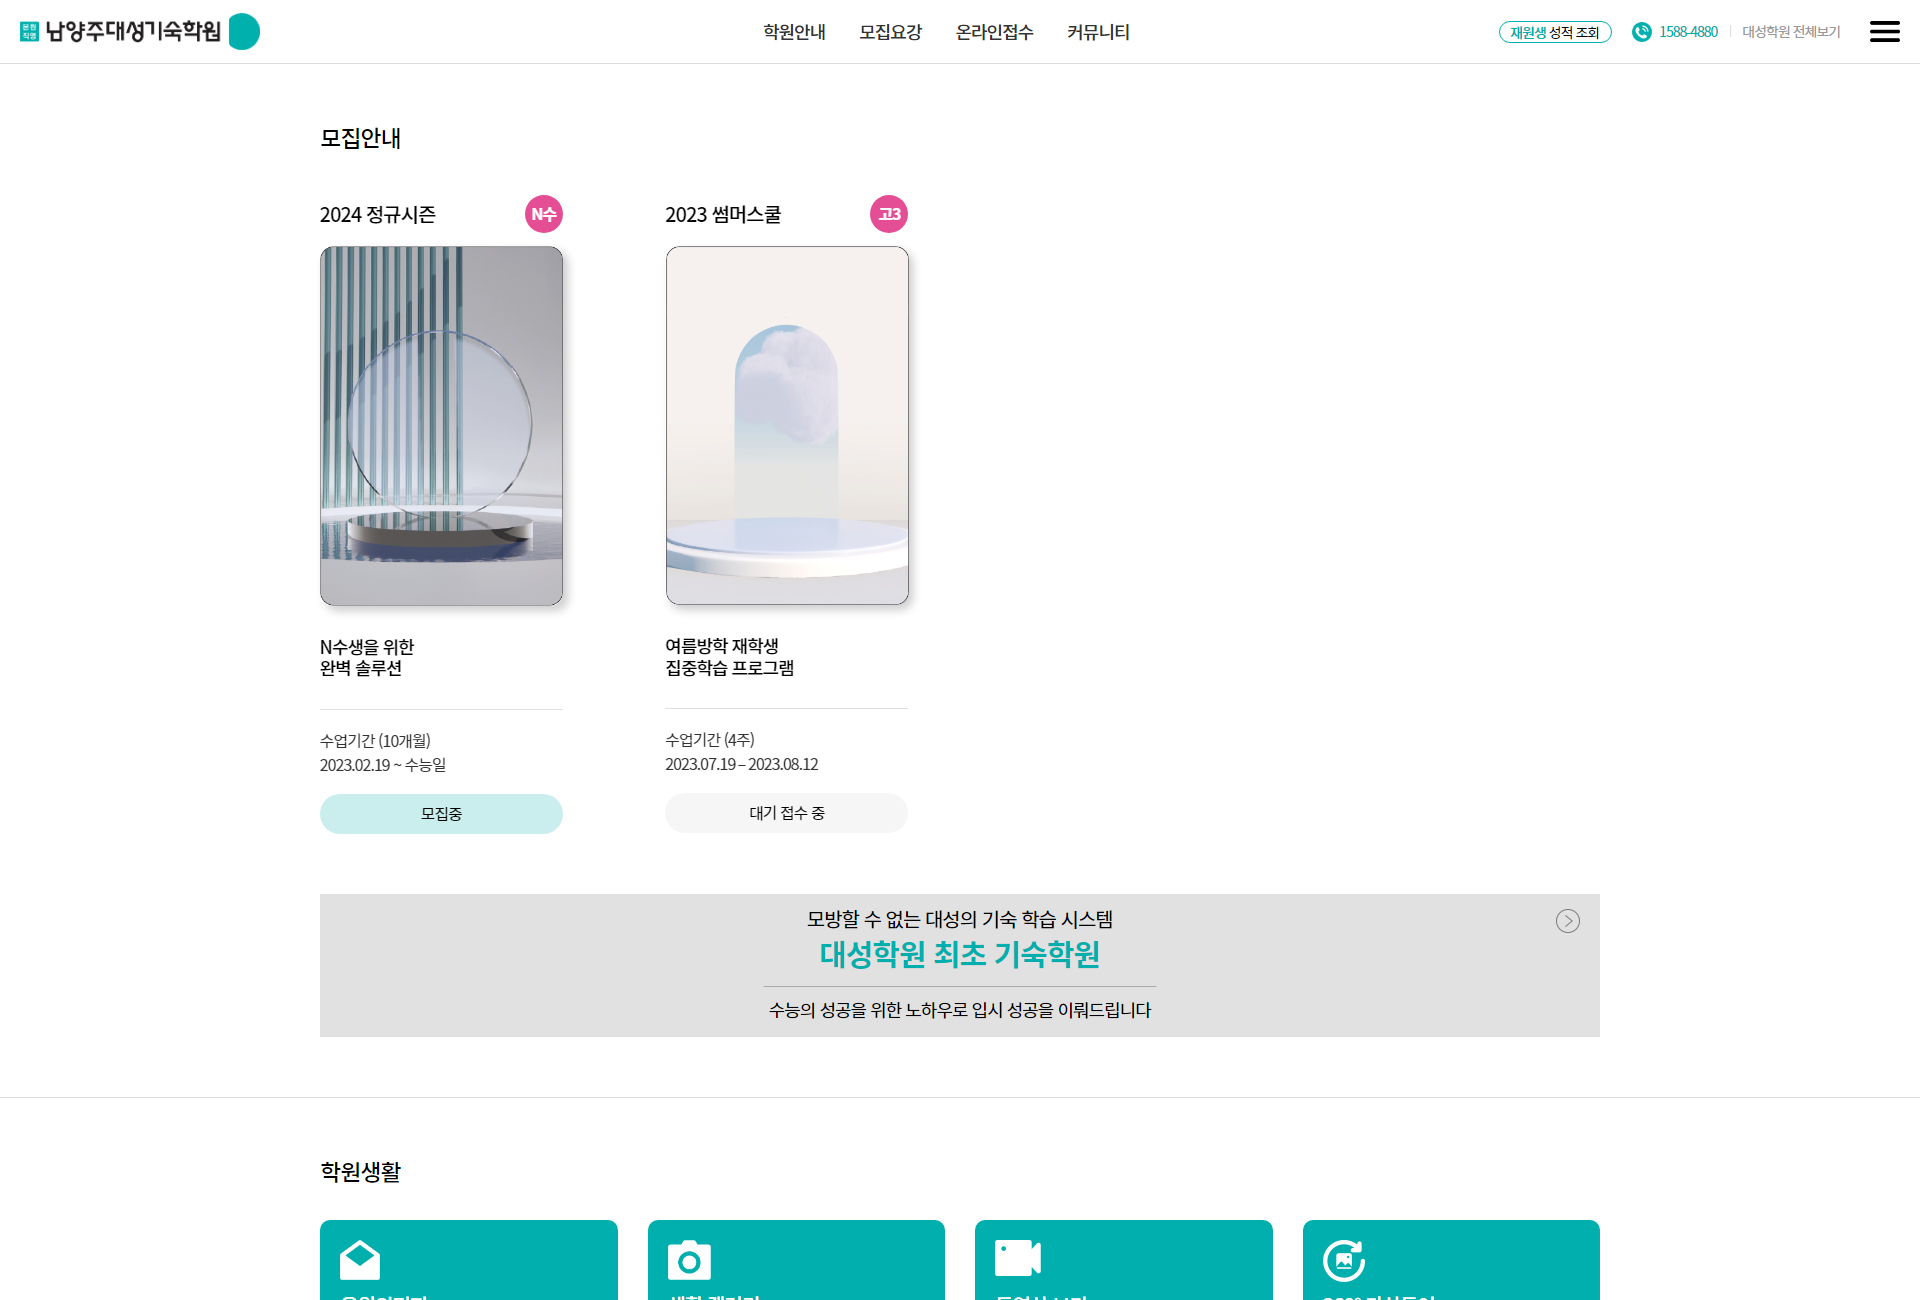 본원
직영
남양주대성기숙학원
학원안내
모집요강
온라인접수
커뮤니티
재원생 성적 조회
1588-4880
대성학원 전체보기
모집안내
2024 정규시즌
N수
N수생을 위한
완벽 솔루션
수업기간 (10개월)
2023.02.19 ~ 수능일
모집중
2023 썸머스쿨
고3
여름방학 재학생
집중학습 프로그램
수업기간 (4주)
2023.07.19 – 2023.08.12
대기 접수 중
모방할 수 없는 대성의 기숙 학습 시스템
대성학원 최초 기숙학원
수능의 성공을 위한 노하우로 입시 성공을 이뤄드립니다
학원생활